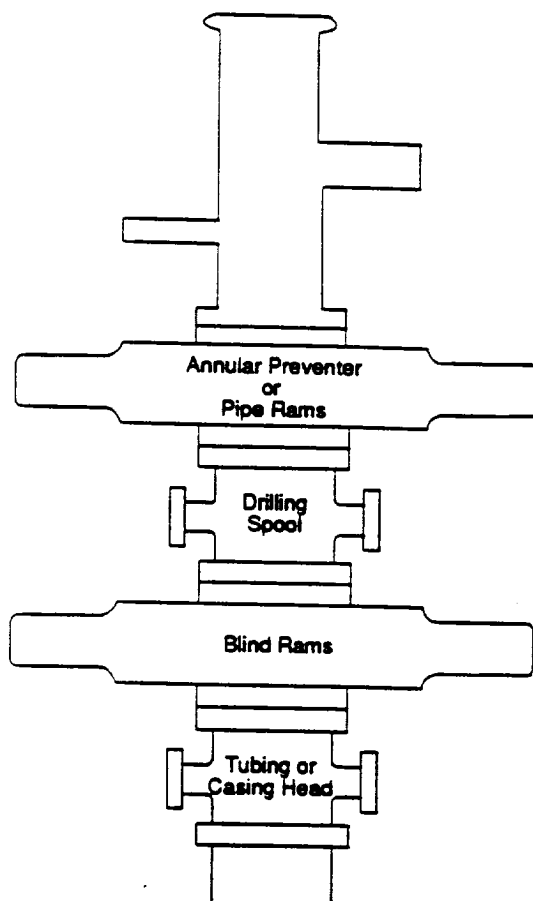 Annular Preventer
or
Pipe Rams
Drilling
Spool
Blind Rams
Tubing or
Casing Head